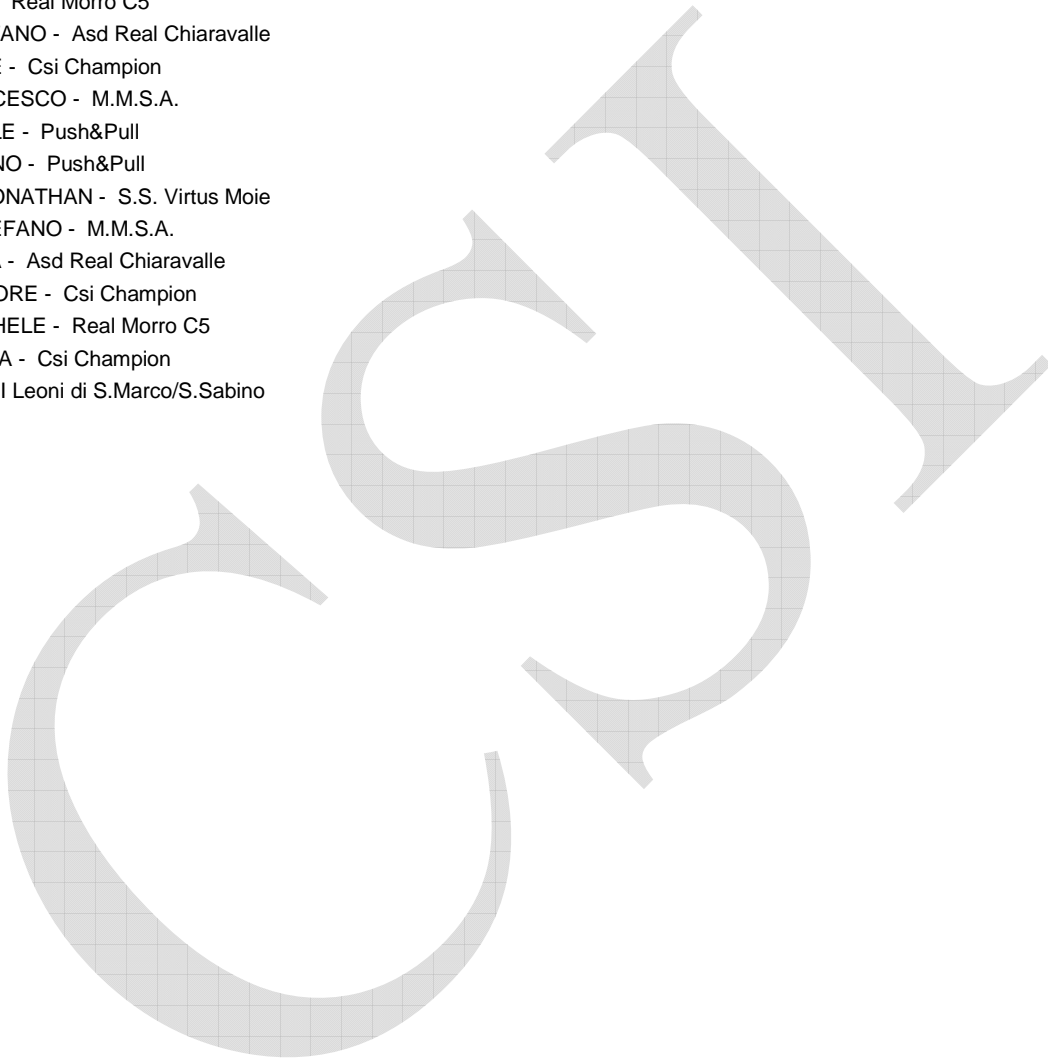 Real Morro C5
ANO - Asd Real Chiaravalle
- Csi Champion
CESCO - M.M.S.A.
LE - Push&Pull
NO - Push&Pull
ONATHAN - S.S. Virtus Moie
EFANO - M.M.S.A.
- Asd Real Chiaravalle
ORE - Csi Champion
HELE - Real Morro C5
A - Csi Champion
I Leoni di S.Marco/S.Sabino
CSI